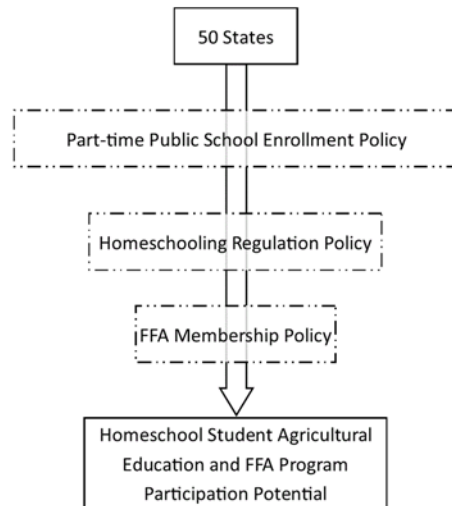 50 States
Part-time Public School Enrollment Policy
Homeschooling Regulation Policy
FFA Membership Policy
Homeschool Student Agricultural
Education and FFA Program
Participation Potential